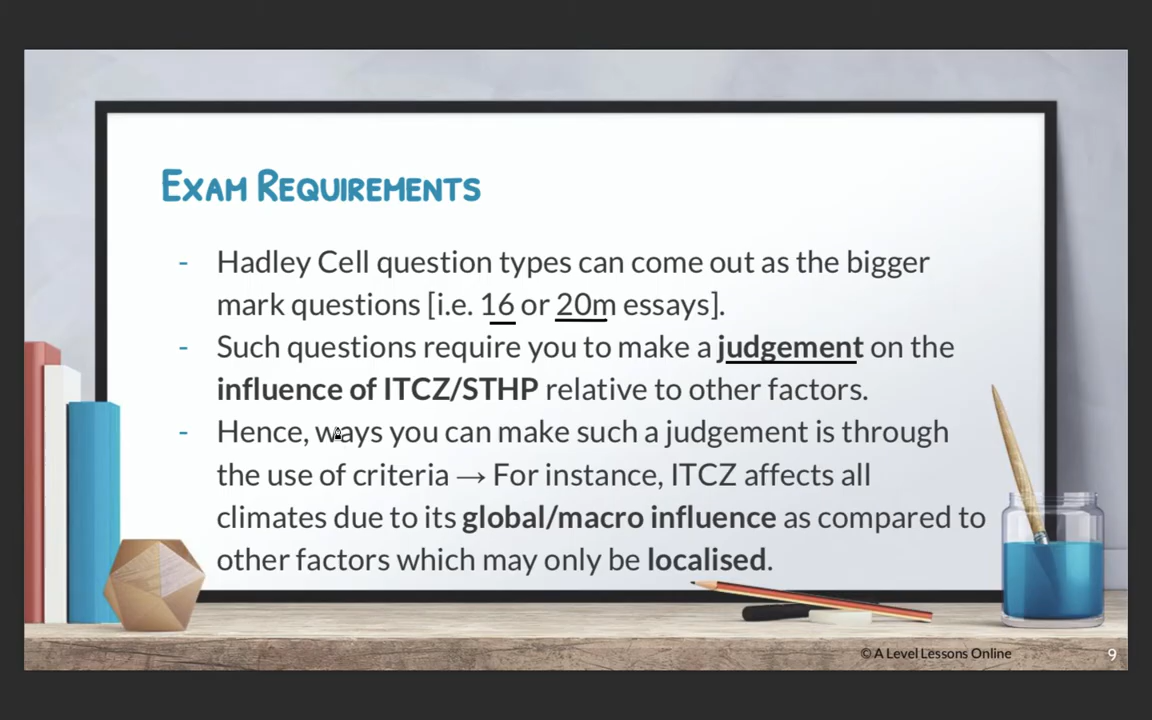 Exam Requirements
- Hadley Cell question types can come out as the bigger
mark questions [i.e. 16 or 20m essays].
- Such questions require you to make a judgement on the
influence of ITCZ/STHP relative to other factors.
- Hence, ways you can make such a judgement is through
the use of criteria → For instance, ITCZ affects all
climates due to its global/macro influence as compared to
other factors which may only be localised.
© A Level Lessons Online
9